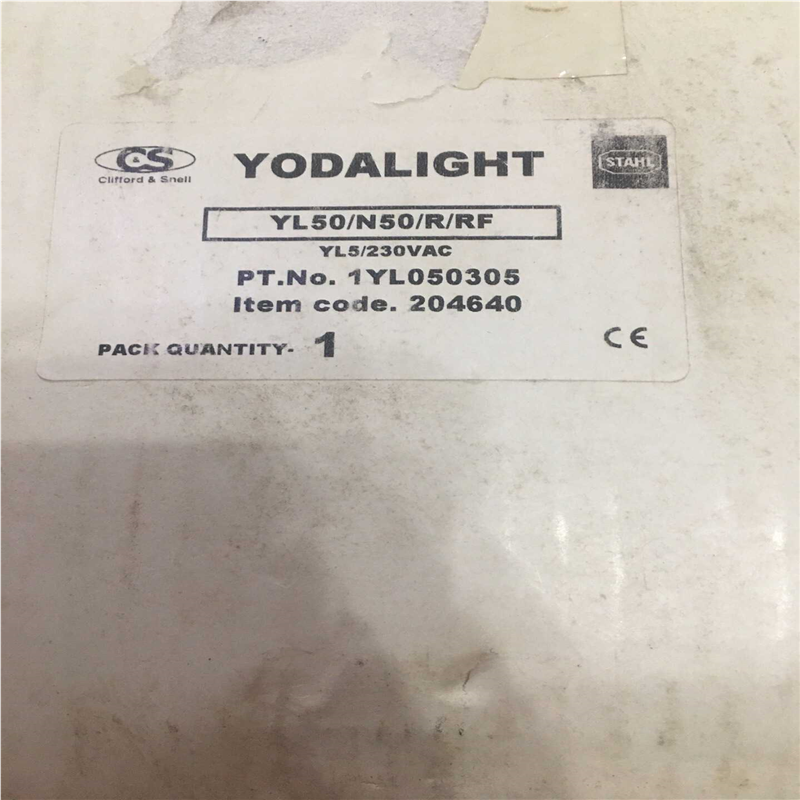 C&S
Clifford & Snell
YODALIGHT
STAHL
YL50/N50/R/RF
YL5/230VAC
PT.No. 1YL050305
Item code. 204640
PACK QUANTITY- 1
CE